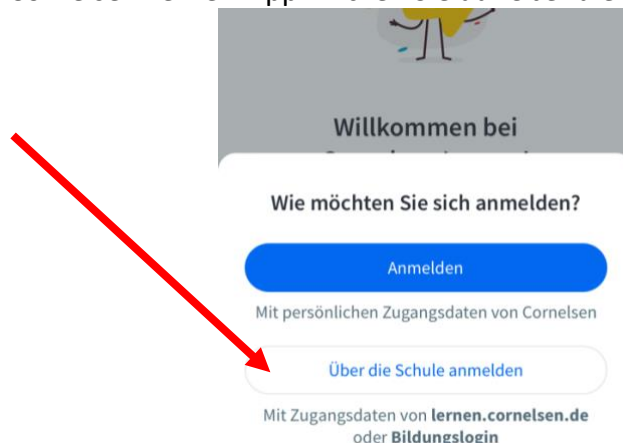 Willkommen bei
Wie möchten Sie sich anmelden?
Anmelden
Mit persönlichen Zugangsdaten von Cornelsen
Über die Schule anmelden
Mit Zugangsdaten von lernen.cornelsen.de
oder Bildungslogin